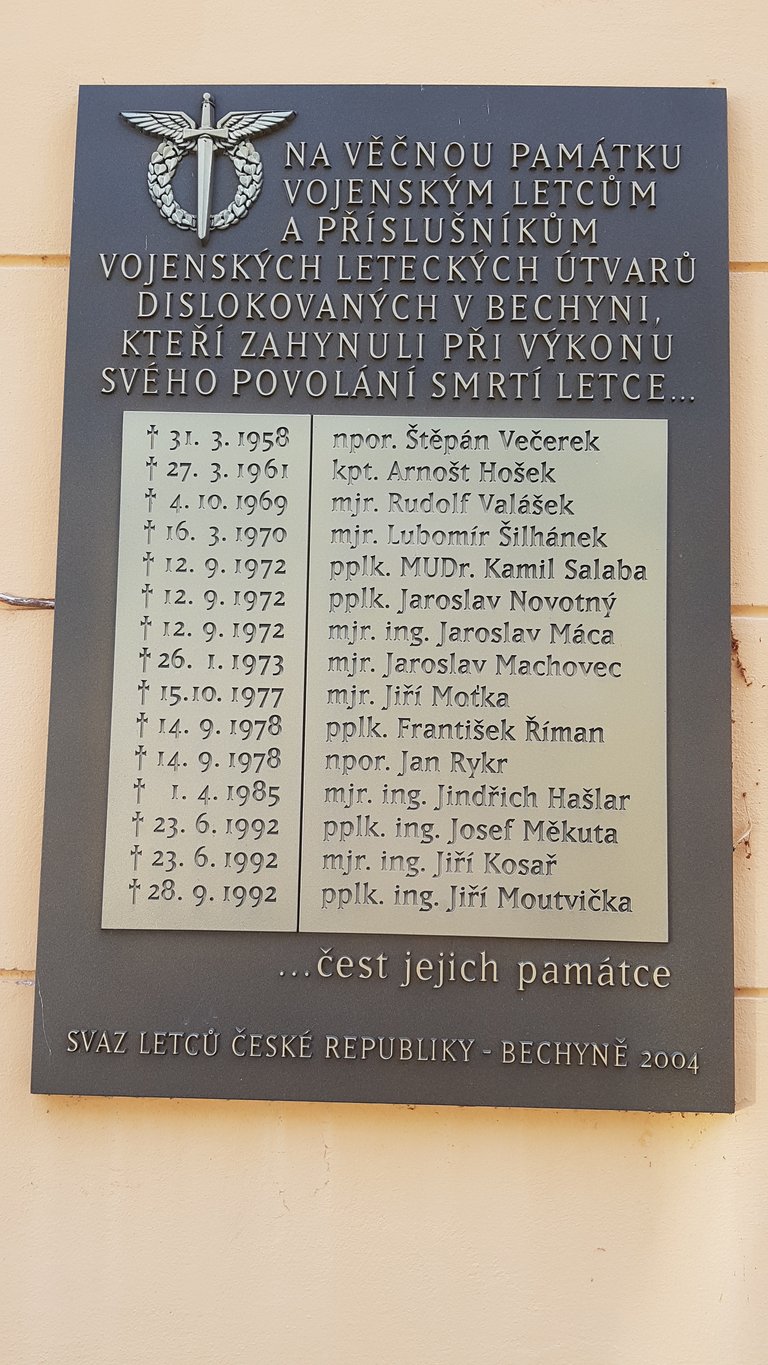 NA VĚČNOU PAMÁTKU
VOJENSKÝM LETCŮM
A PŘÍSLUŠNÍKŮM
VOJENSKÝCH LETECKÝCH ÚTVARŮ
DISLOKOVANÝCH V BECHYNI,
KTEŘÍ ZAHYNULI PŘI VÝKONU
SVÉHO POVOLÁNÍ SMRTÍ LETCE...
† 31. 3. 1958 npor. Štěpán Večerek
† 27. 3. 1961 kpt. Arnošt Hošek
† 4. 10. 1969 mjr. Rudolf Valášek
† 16. 3. 1970 mjr. Lubomír Šilhánek
† 12. 9. 1972 pplk. MUDr. Kamil Salaba
† 12. 9. 1972 pplk. Jaroslav Novotný
† 12. 9. 1972 mjr. ing. Jaroslav Máca
† 26. 1. 1973 mjr. Jaroslav Machovec
† 15.10. 1977 mjr. Jiří Moťka
† 14. 9. 1978 pplk. František Říman
† 14. 9. 1978 npor. Jan Rykr
† 1. 4. 1985 mjr. ing. Jindřich Hašlar
† 23. 6. 1992 pplk. ing. Josef Měkuta
† 23. 6. 1992 mjr. ing. Jiří Kosař
† 28. 9. 1992 pplk. ing. Jiří Moutvička
...čest jejich památce
SVAZ LETCŮ ČESKÉ REPUBLIKY - BECHYNĚ 2004